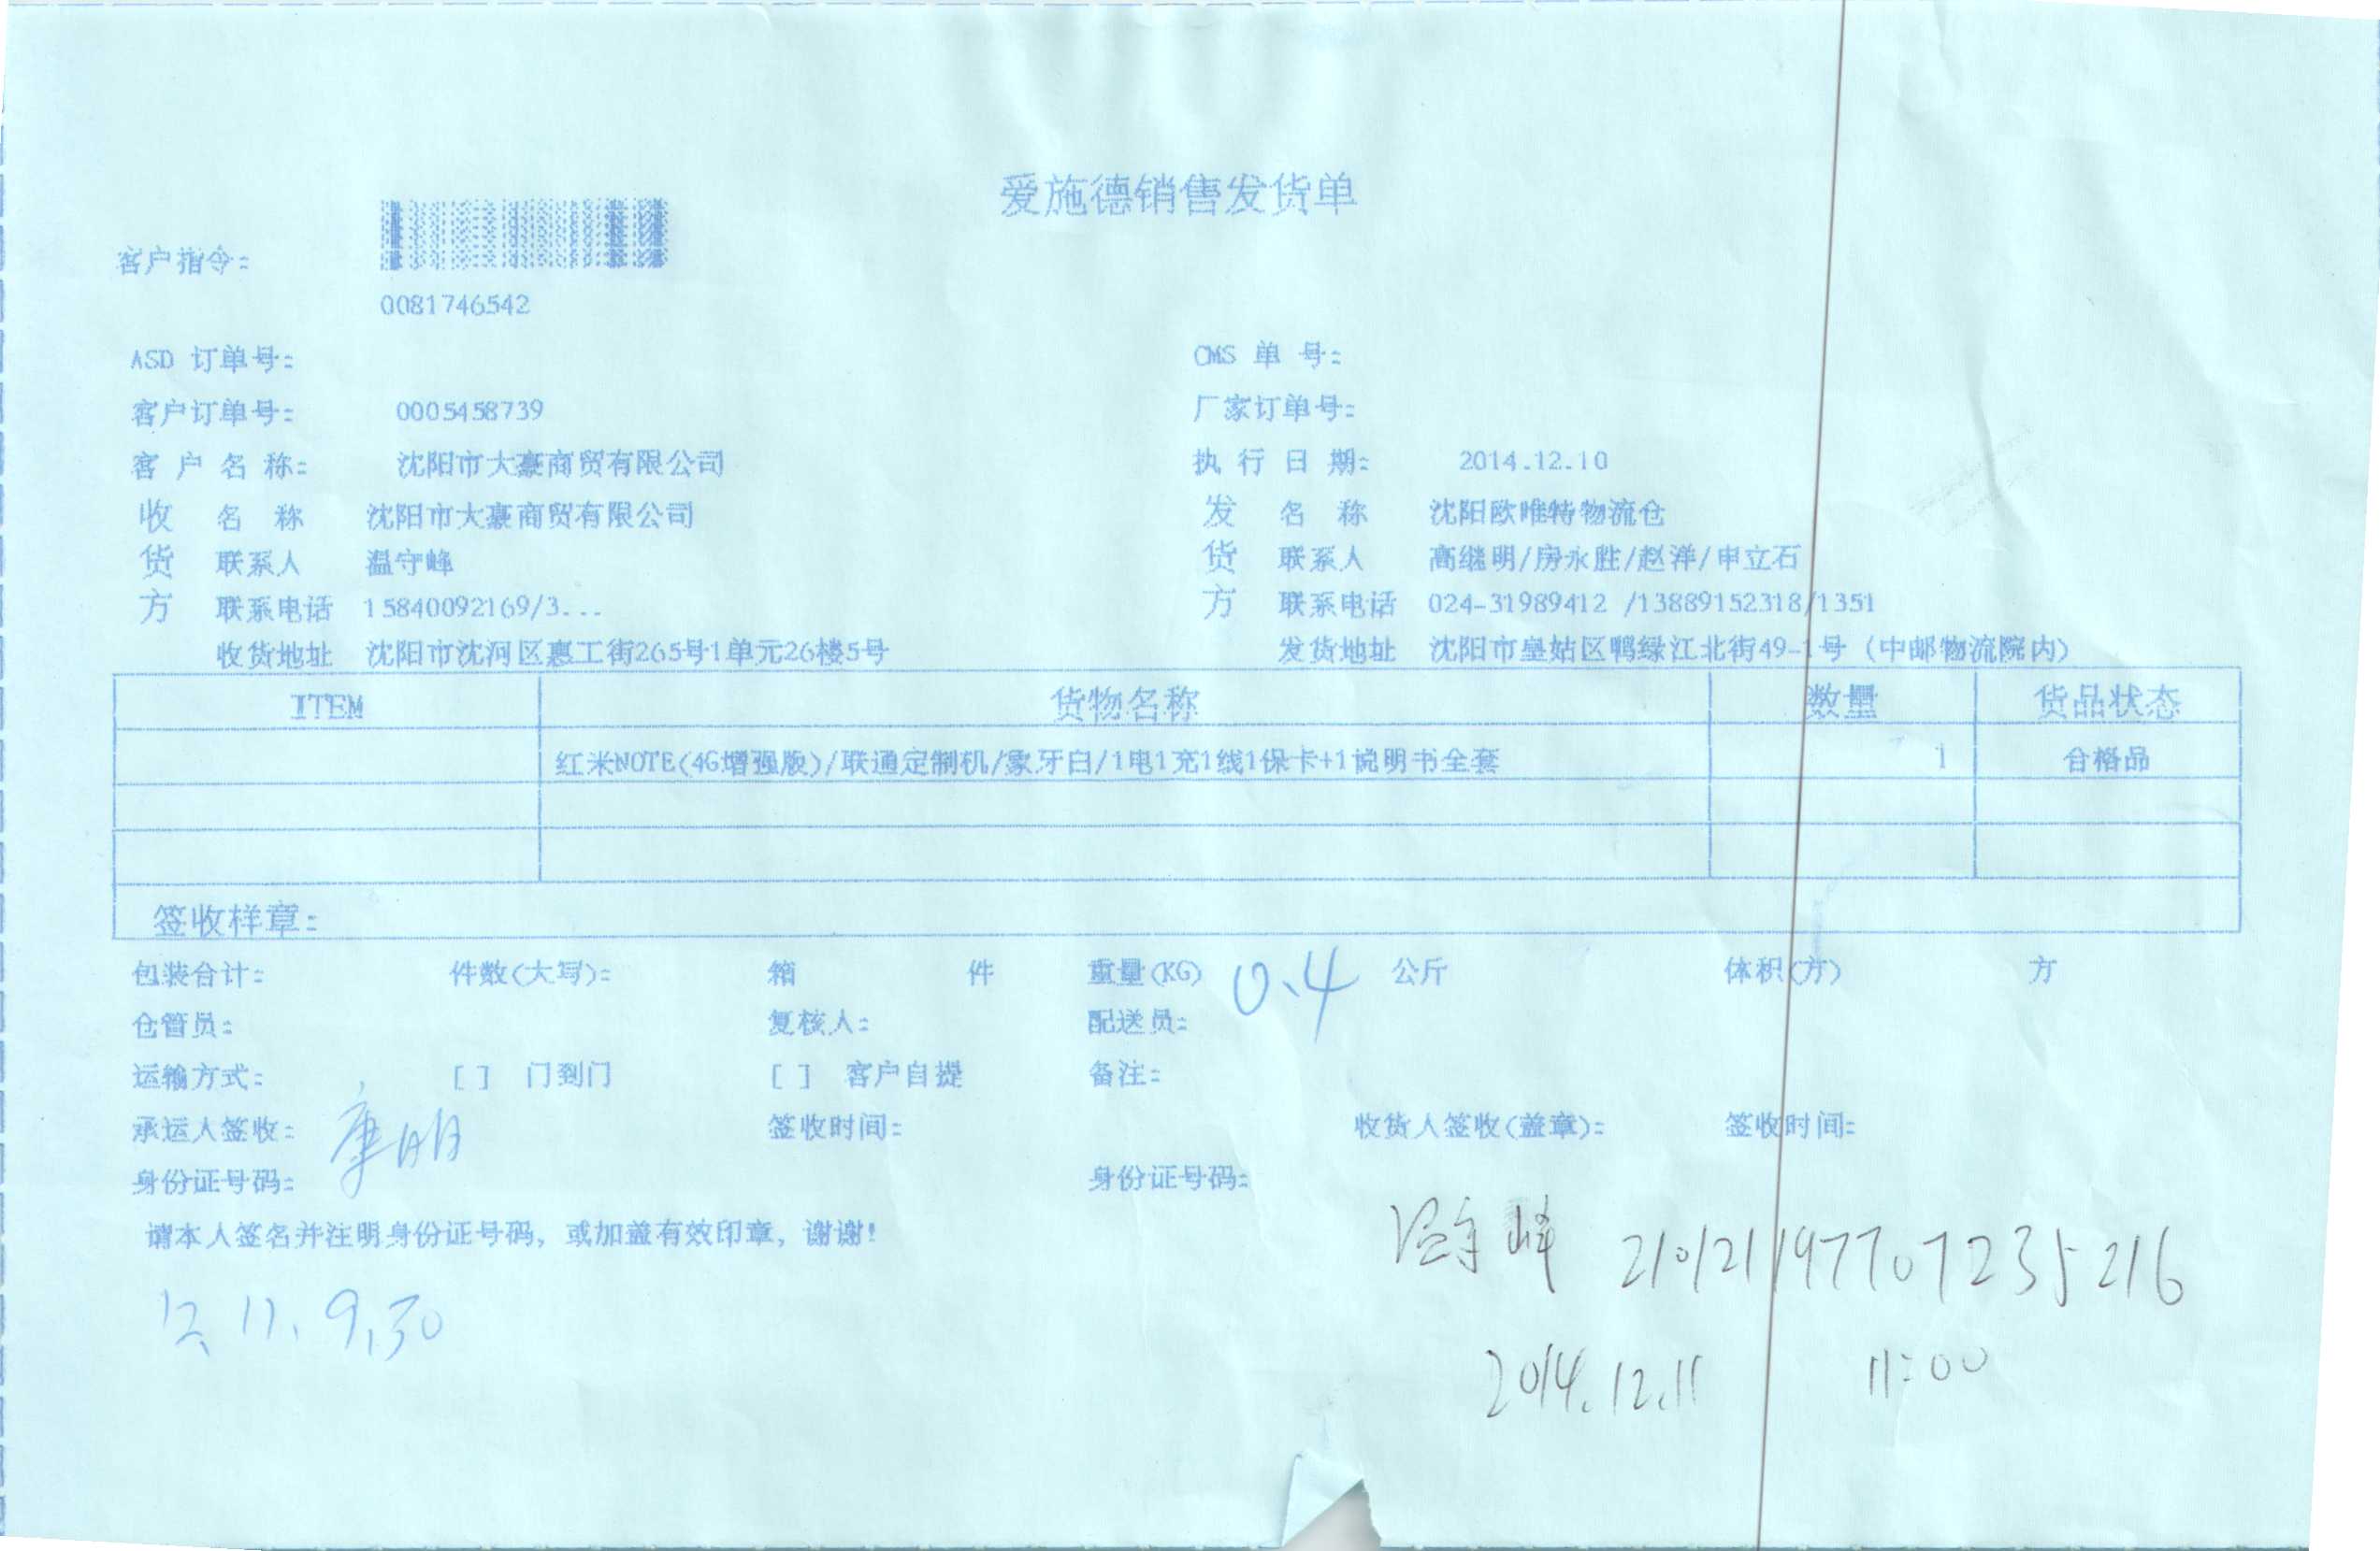 爱施德销售发货单
客户指令:
0081746542
ASD 订单号: CMS 单 号:
客户订单号: 0005458739 厂家订单号:
客 户 名 称: 沈阳市大豪商贸有限公司 执 行 日 期: 2014.12.10
收 名 称 沈阳市大豪商贸有限公司 发 名 称 沈阳欧唯特物流仓
货 联系人 温守峰 货 联系人 高继明/房永胜/赵洋/申立石
方 联系电话 15840092169/3... 方 联系电话 024-31989412 /13889152318/1351
收货地址 沈阳市沈河区惠工街265号1单元26楼5号 发货地址 沈阳市皇姑区鸭绿江北街49-1号 (中邮物流院内)
ITEM 货物名称 数量 货品状态
红米NOTE(4G增强版)/联通定制机/象牙白/1电1充1线1保卡+1说明书全套 1 合格品
签收样章:
包装合计: 件数(大写): 箱 件 重量(KG) 0.4 公斤 体积(方) 方
仓管员: 复核人: 配送员:
运输方式: [ ] 门到门 [ ] 客户自提 备注:
承运人签收: 康明 签收时间: 收货人签收(盖章): 签收时间:
身份证号码: 身份证号码:
请本人签名并注明身份证号码, 或加盖有效印章, 谢谢!
温守峰 210121197707235216
12.11.9.30
2014.12.11 11:00